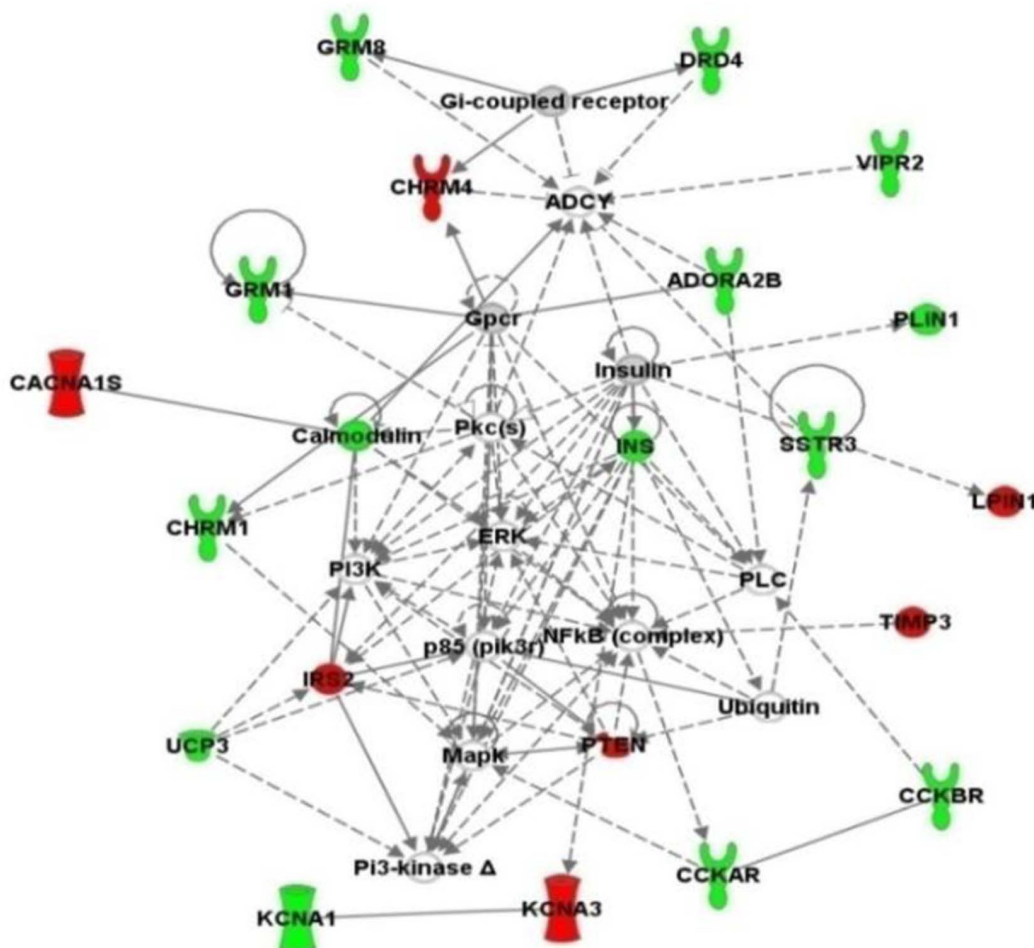 GRM8
DRD4
Gi-coupled receptor
VIPR2
CHRM4
ADCY
GRM1
ADORA2B
Gpcr
PLIN1
Insulin
CACNA1S
Calmodulin
Pkc(s)
INS
SSTR3
LPIN1
CHRM1
ERK
PI3K
PLC
TIMP3
p85 (pik3r)
NFkB (complex)
IRS2
Ubiquitin
UCP3
Mapk
PTEN
CCKBR
Pi3-kinase Δ
CCKAR
KCNA1
KCNA3